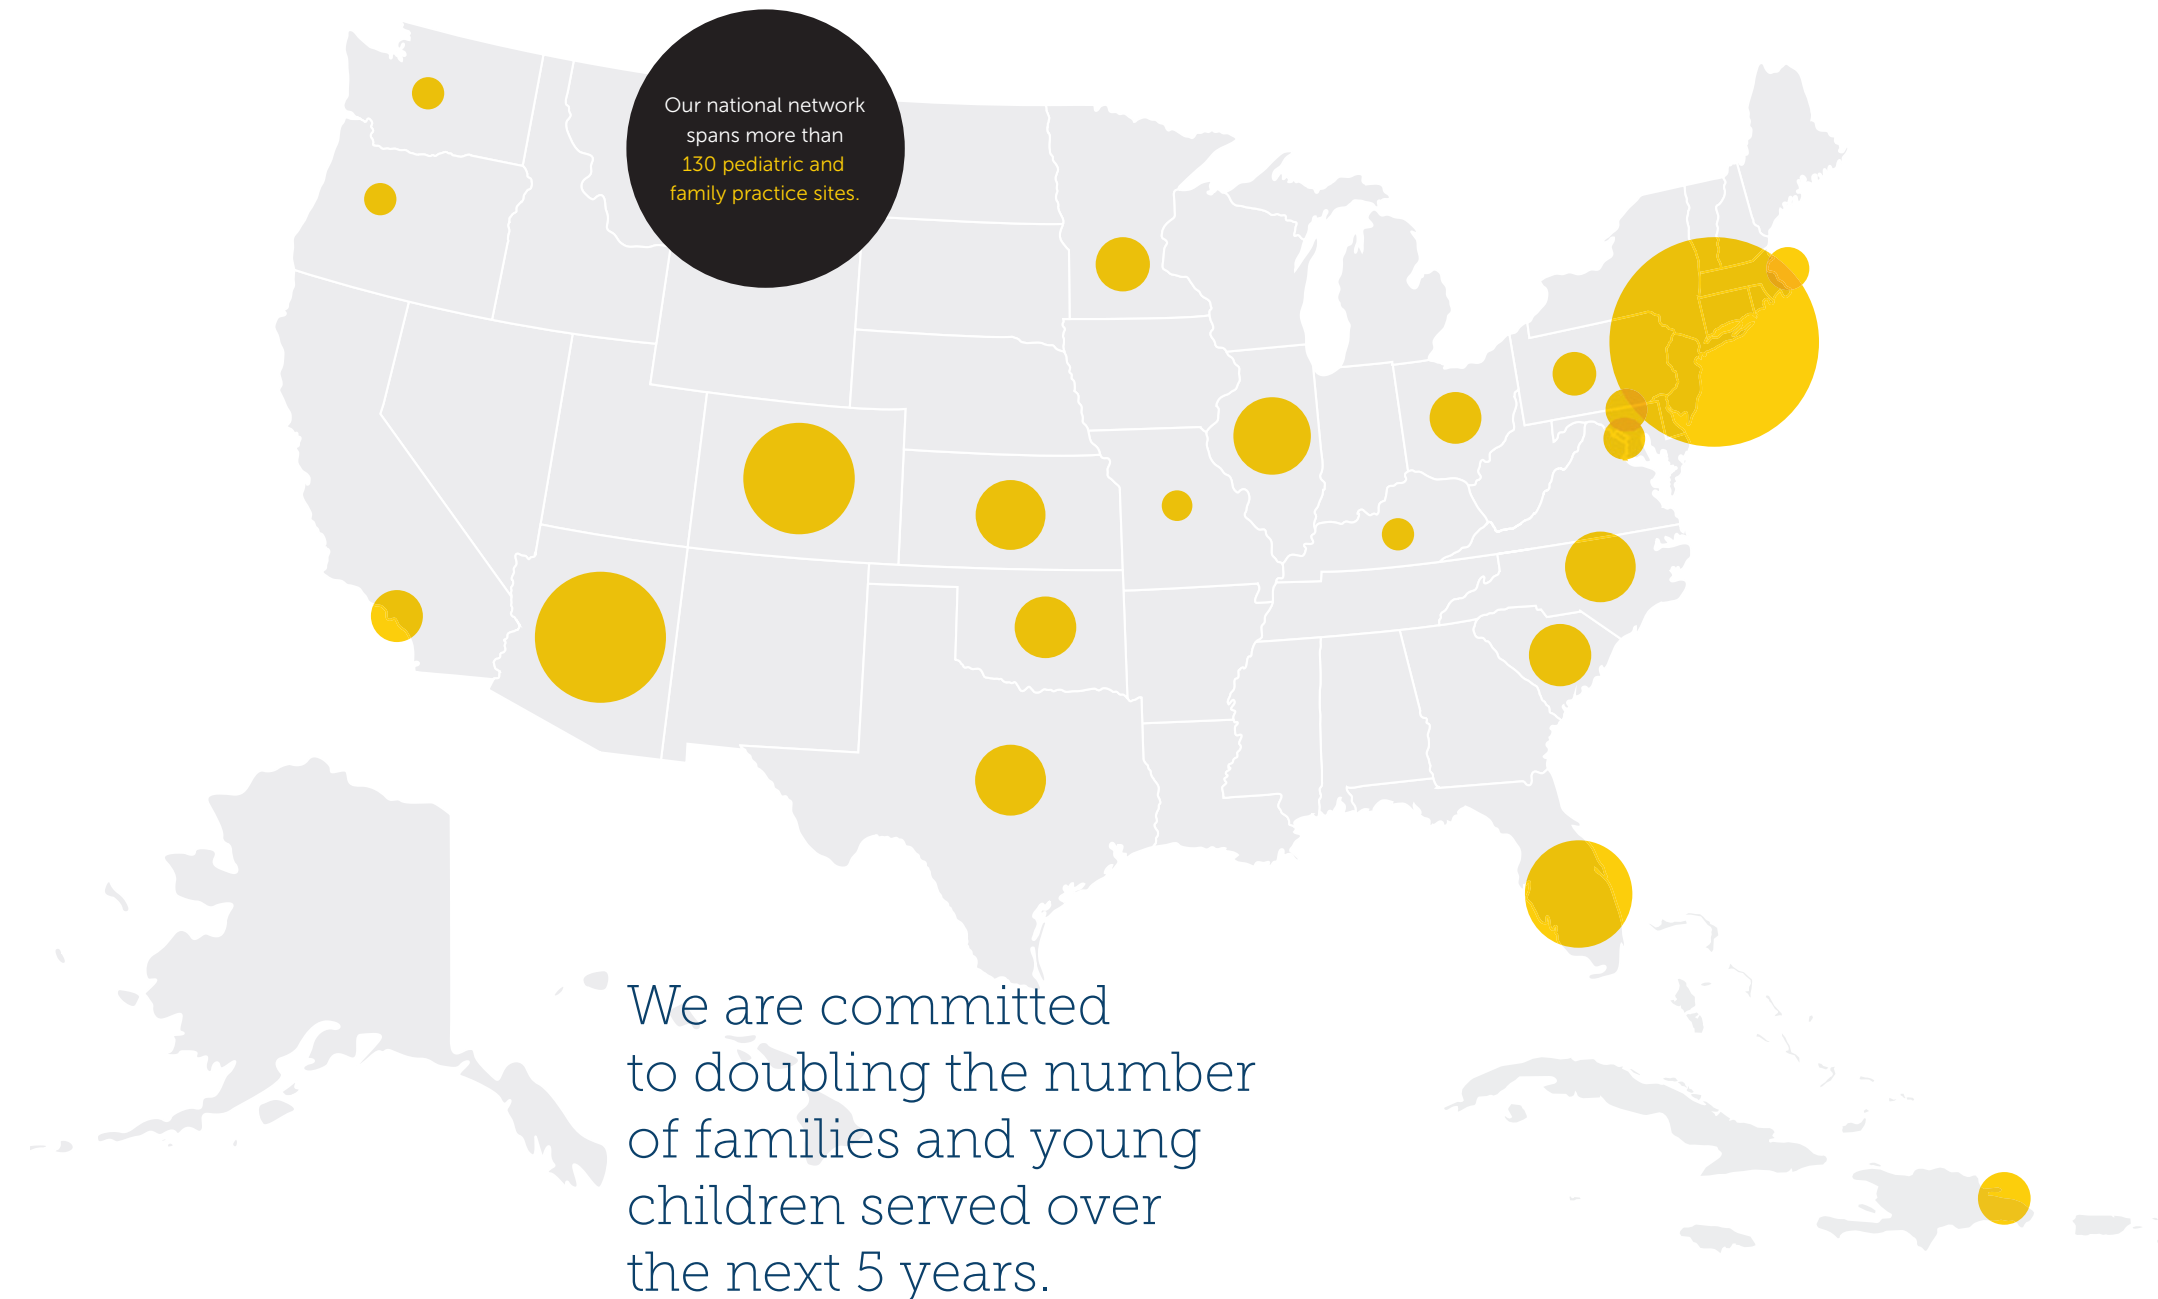 Our national network
spans more than
130 pediatric and
family practice sites.
We are committed
to doubling the number
of families and young
children served over
the next 5 years.